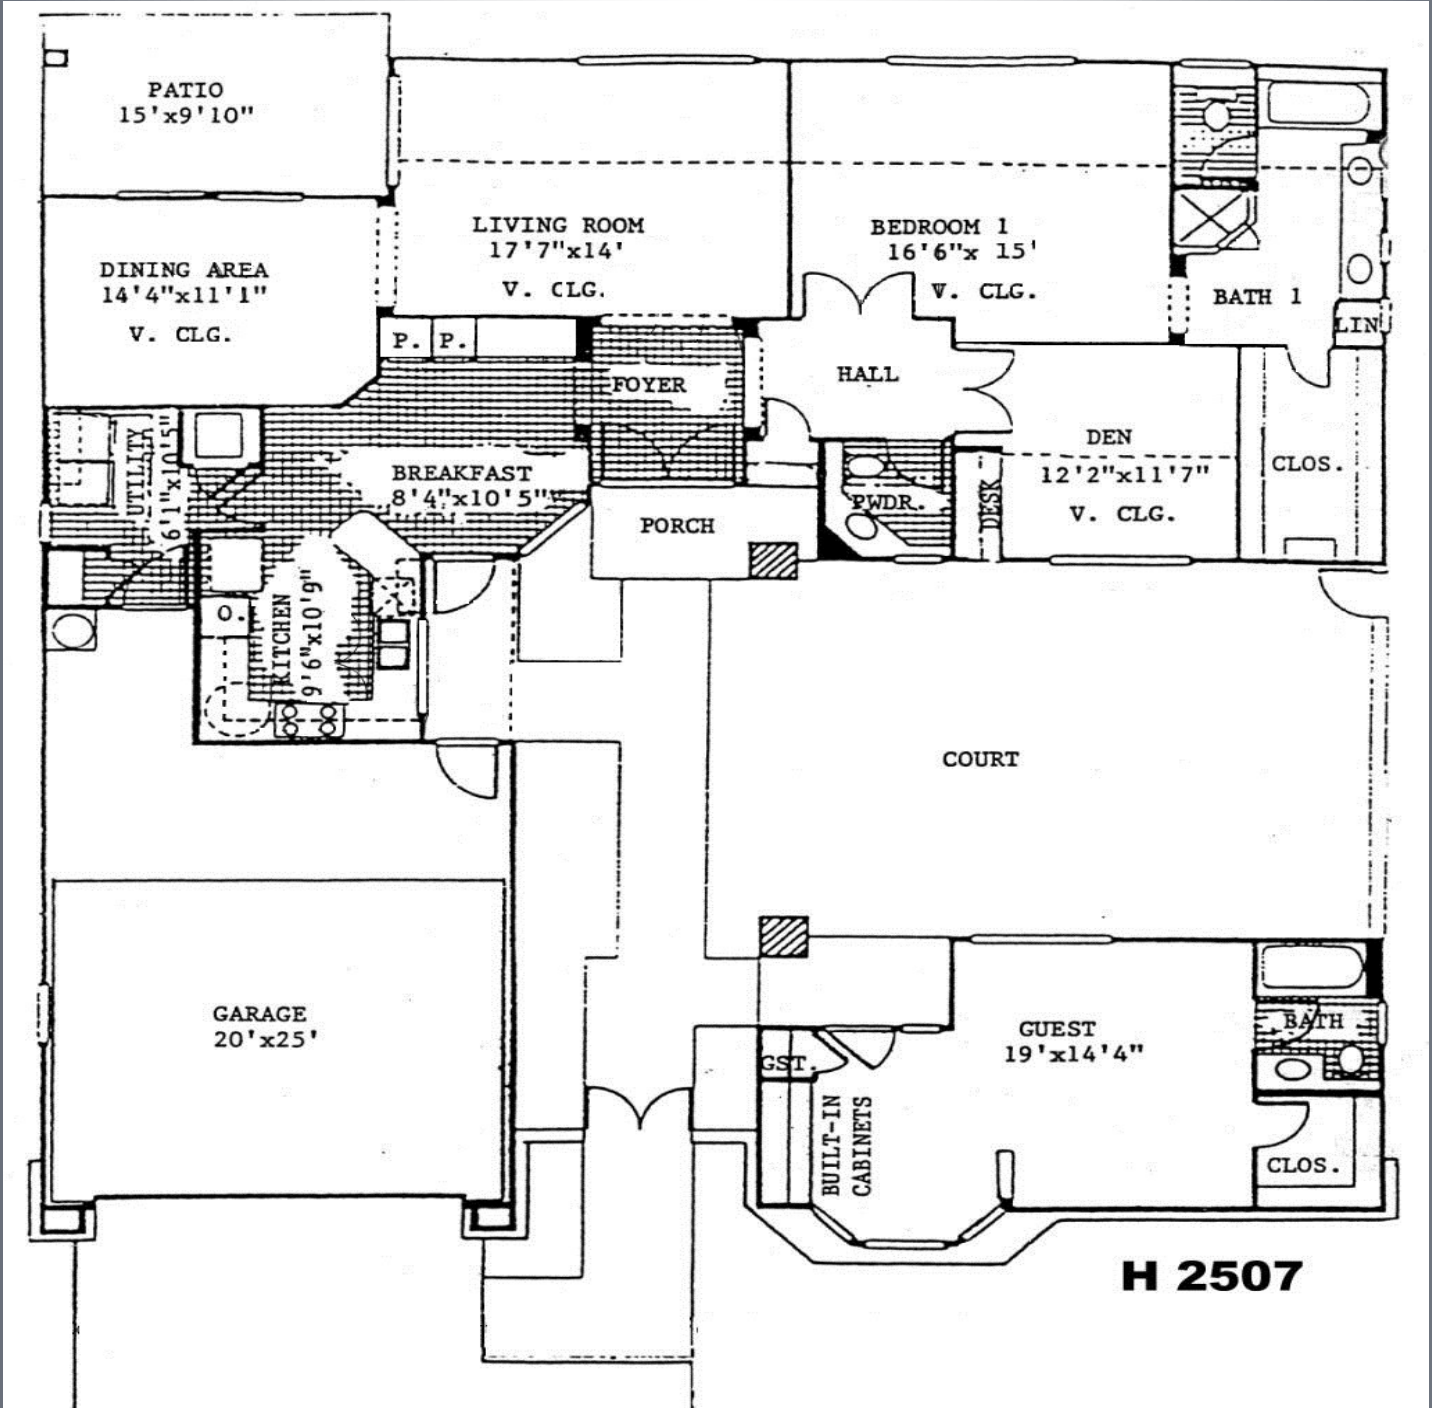 PATIO
15'x9'10"
LIVING ROOM
17'7"x14'
V. CLG.
BEDROOM 1
16'6"x 15'
V. CLG.
DINING AREA
14'4"x11'1"
V. CLG.
BATH 1
LIN
P. P.
FOYER
HALL
UTILITY
6'1"x10'5"
BREAKFAST
8'4"x10'5"
PORCH
PWDR.
DESK
DEN
12'2"x11'7"
V. CLG.
CLOS.
O.
KITCHEN
9'6"x10'9"
COURT
GARAGE
20'x25'
GST.
BUILT-IN
CABINETS
GUEST
19'x14'4"
BATH
CLOS.
H 2507